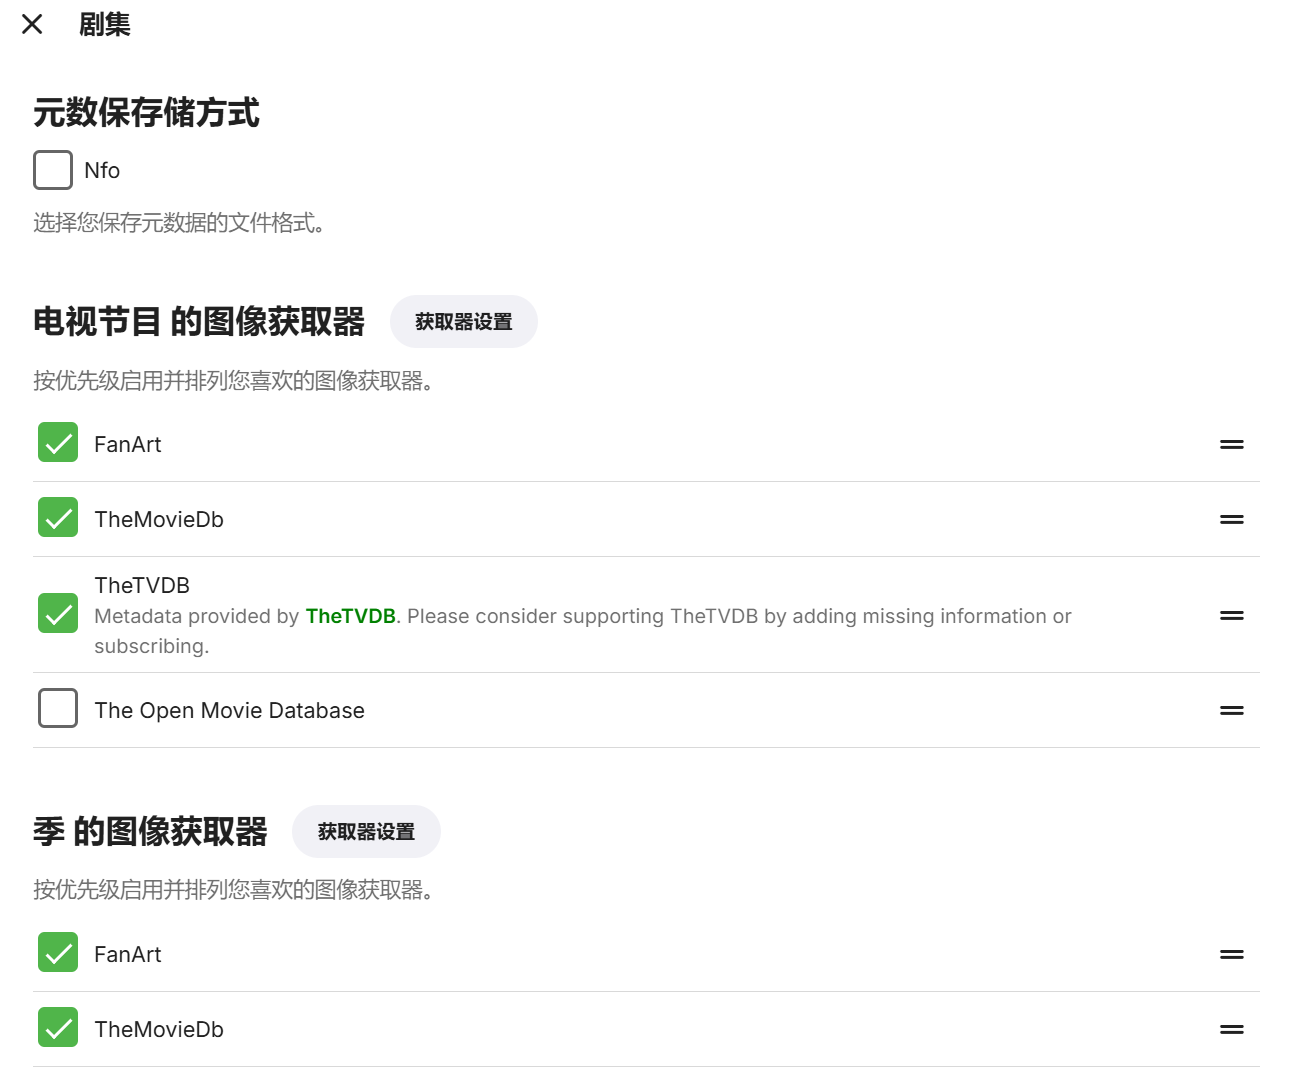 剧集
元数保存储方式
Nfo
选择您保存元数据的文件格式。
电视节目 的图像获取器
获取器设置
按优先级启用并排列您喜欢的图像获取器。
FanArt
TheMovieDb
TheTVDB
Metadata provided by TheTVDB. Please consider supporting TheTVDB by adding missing information or
subscribing.
The Open Movie Database
季 的图像获取器
获取器设置
按优先级启用并排列您喜欢的图像获取器。
FanArt
TheMovieDb